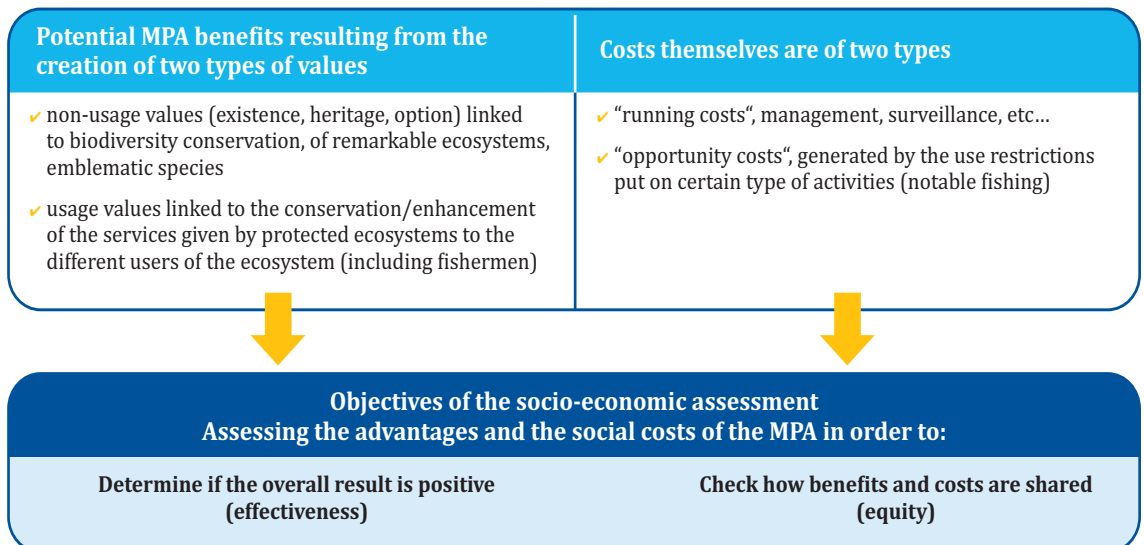 Potential MPA benefits resulting from the
creation of two types of values
✔ non-usage values (existence, heritage, option) linked
to biodiversity conservation, of remarkable ecosystems,
emblematic species
✔ usage values linked to the conservation/enhancement
of the services given by protected ecosystems to the
different users of the ecosystem (including fishermen)
Costs themselves are of two types
✔ “running costs“, management, surveillance, etc…
✔ “opportunity costs“, generated by the use restrictions
put on certain type of activities (notable fishing)
Objectives of the socio-economic assessment
Assessing the advantages and the social costs of the MPA in order to:
Determine if the overall result is positive
(effectiveness)
Check how benefits and costs are shared
(equity)